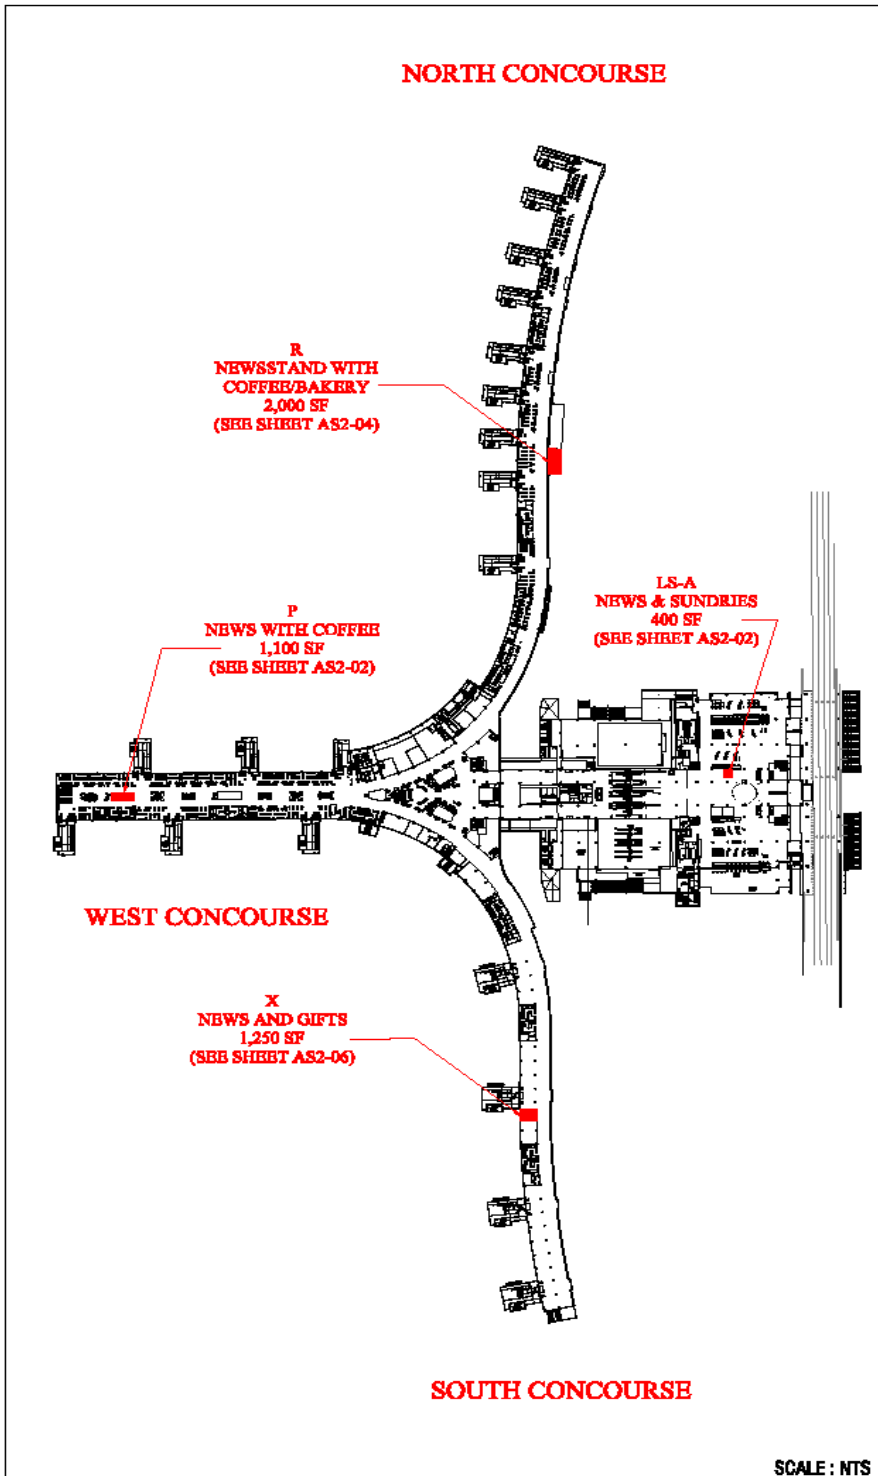 NORTH CONCOURSE
R
NEWSSTAND WITH
COFFEE/BAKERY
2,000 SF
(SEE SHEET AS2-04)
LS-A
NEWS & SUNDRIES
400 SF
(SEE SHEET AS2-02)
P
NEWS WITH COFFEE
1,100 SF
(SEE SHEET AS2-02)
WEST CONCOURSE
X
NEWS AND GIFTS
1,250 SF
(SEE SHEET AS2-06)
SOUTH CONCOURSE
SCALE : NTS